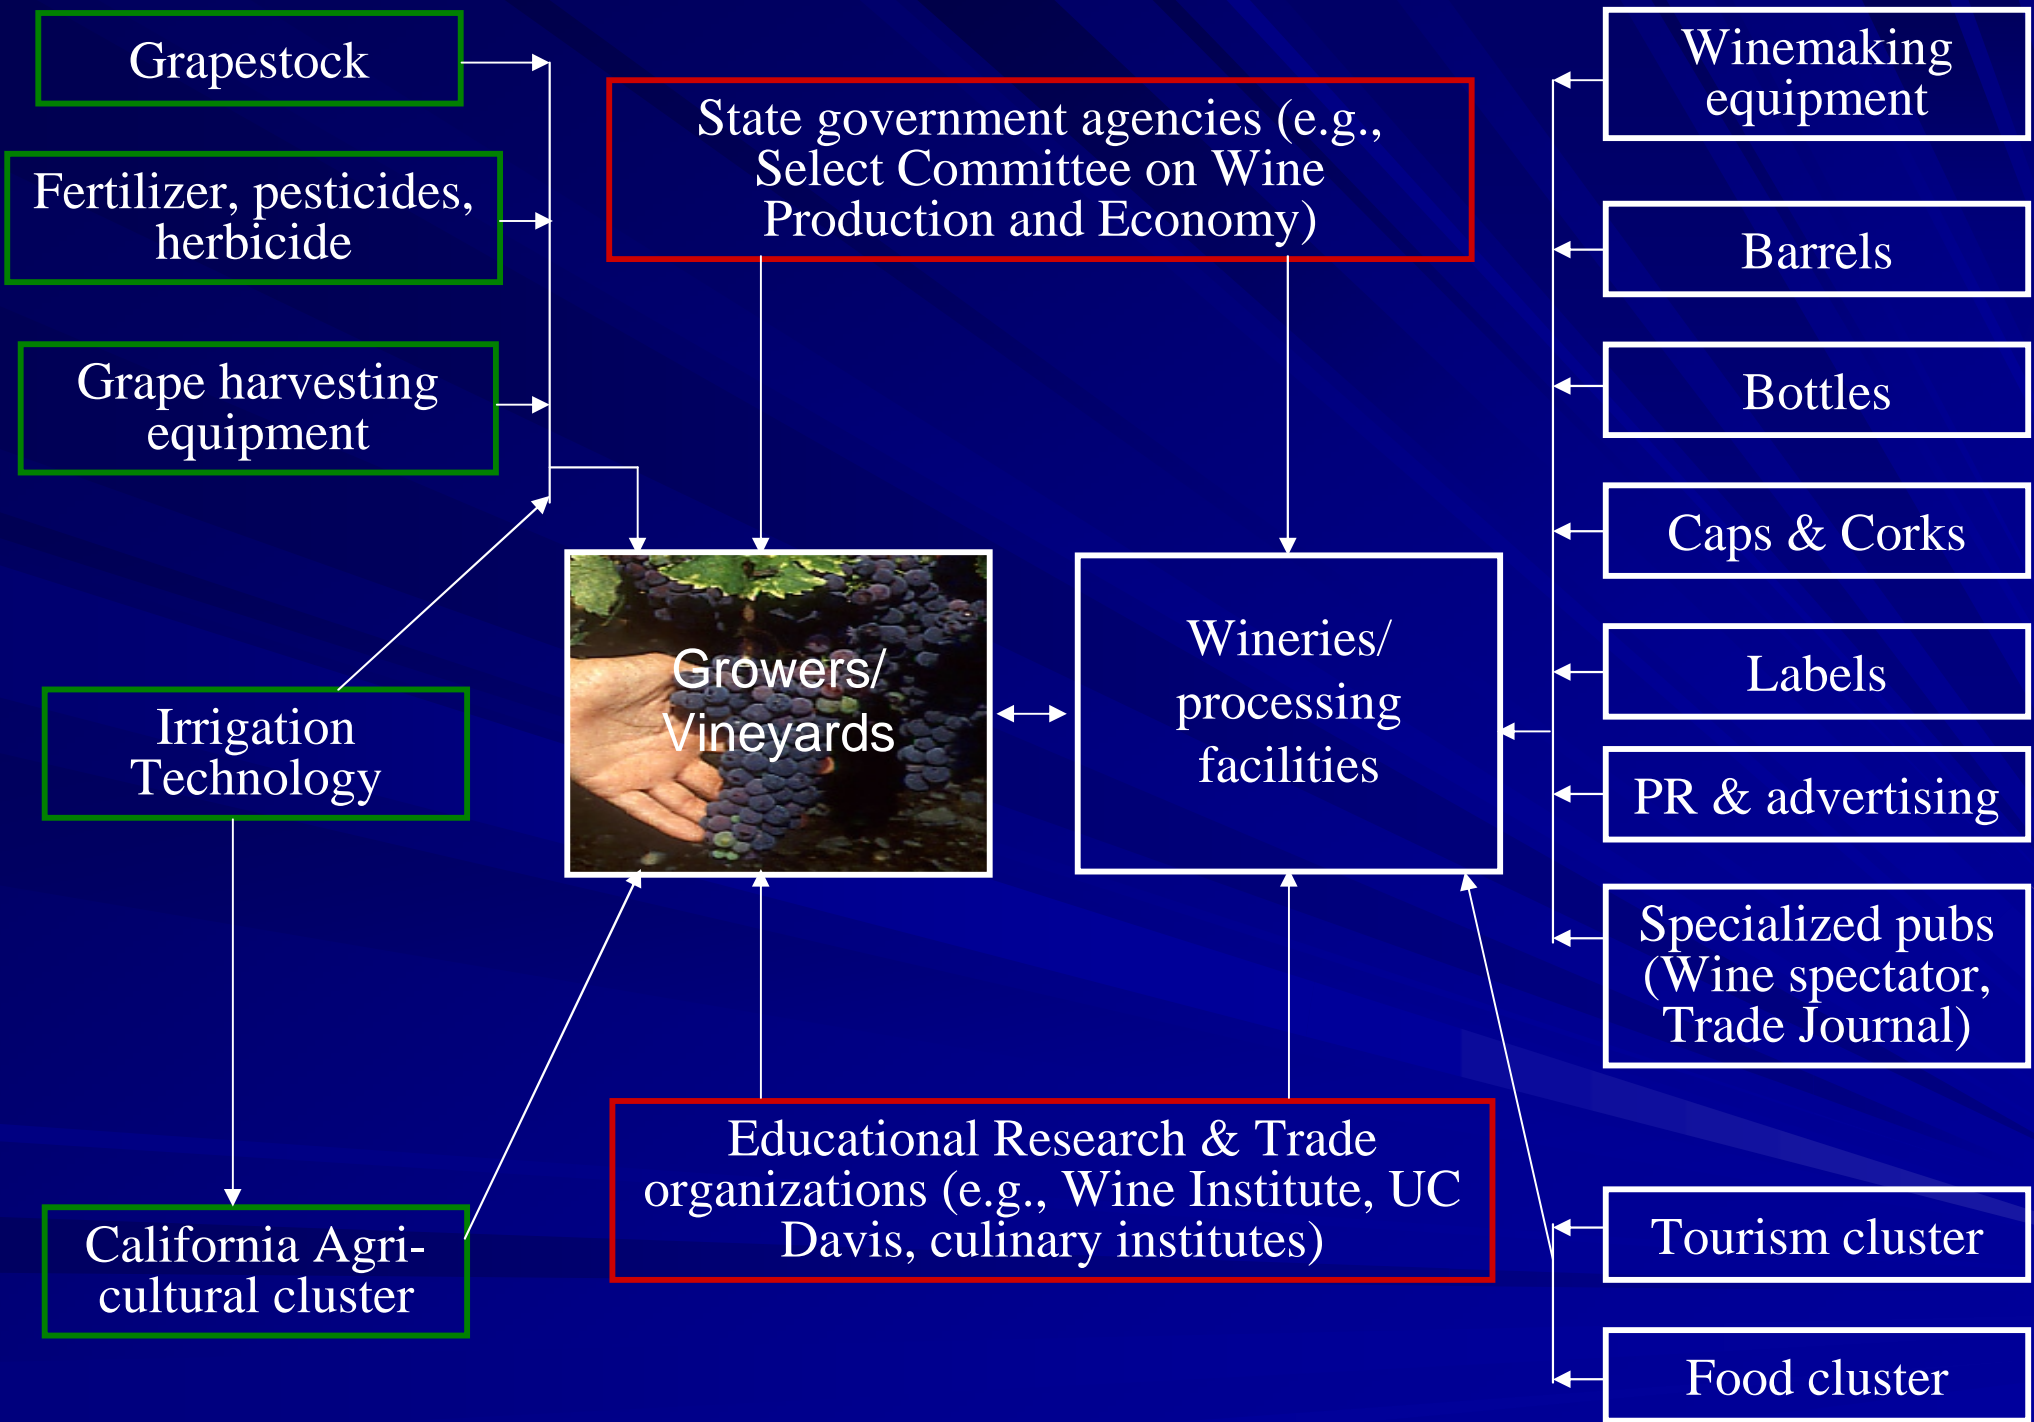 Grapestock
Fertilizer, pesticides,
herbicide
Grape harvesting
equipment
Irrigation
Technology
California Agri-
cultural cluster
State government agencies (e.g.,
Select Committee on Wine
Production and Economy)
Growers/
Vineyards
Wineries/
processing
facilities
Educational Research & Trade
organizations (e.g., Wine Institute, UC
Davis, culinary institutes)
Winemaking
equipment
Barrels
Bottles
Caps & Corks
Labels
PR & advertising
Specialized pubs
(Wine spectator,
Trade Journal)
Tourism cluster
Food cluster